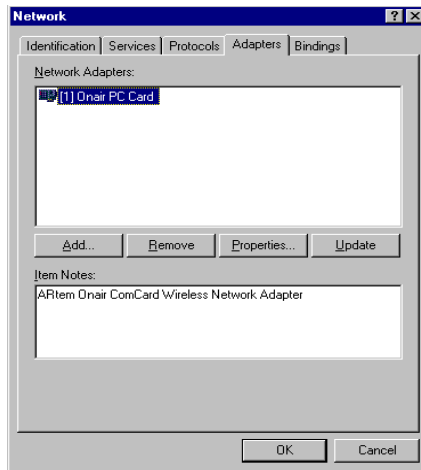 Network
Identification Services Protocols Adapters Bindings
Network Adapters:
[1] Onair PC Card
Add... Remove Properties... Update
Item Notes:
ARtem Onair ComCard Wireless Network Adapter
OK Cancel